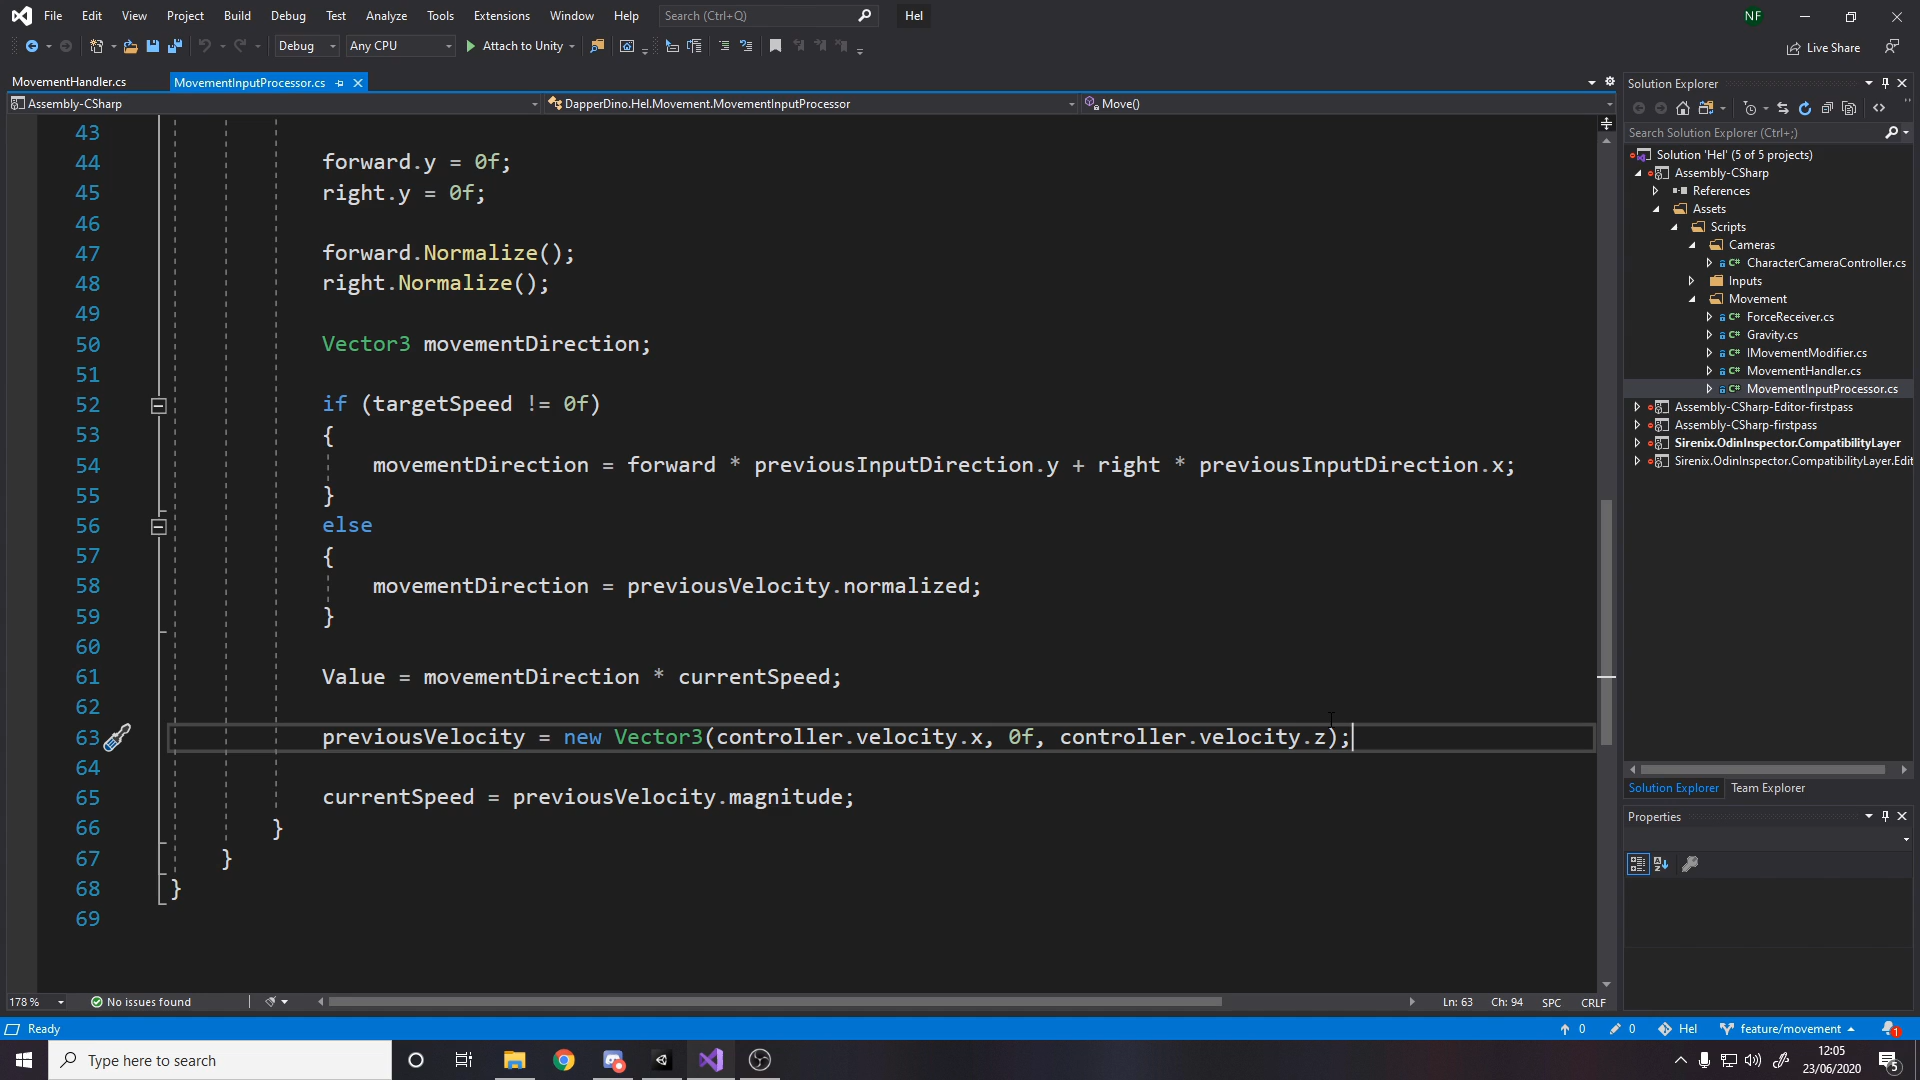 File Edit View Project Build Debug Test Analyze Tools Extensions Window Help Search (Ctrl+Q) Hel NF
Debug Any CPU Attach to Unity Live Share
MovementHandler.cs MovementInputProcessor.cs
Assembly-CSharp DapperDino.Hel.Movement.MovementInputProcessor Move()
43
44 forward.y = 0f;
45 right.y = 0f;
46
47 forward.Normalize();
48 right.Normalize();
49
50 Vector3 movementDirection;
51
52 if (targetSpeed != 0f)
53 {
54 movementDirection = forward * previousInputDirection.y + right * previousInputDirection.x;
55 }
56 else
57 {
58 movementDirection = previousVelocity.normalized;
59 }
60
61 Value = movementDirection * currentSpeed;
62
63 previousVelocity = new Vector3(controller.velocity.x, 0f, controller.velocity.z);
64
65 currentSpeed = previousVelocity.magnitude;
66 }
67 }
68 }
69
178 % No issues found Ln: 63 Ch: 94 SPC CRLF
Solution Explorer
Search Solution Explorer (Ctrl+;)
Solution 'Hel' (5 of 5 projects)
Assembly-CSharp
References
Assets
Scripts
Cameras
C# CharacterCameraController.cs
Inputs
Movement
C# ForceReceiver.cs
C# Gravity.cs
C# IMovementModifier.cs
C# MovementHandler.cs
C# MovementInputProcessor.cs
Assembly-CSharp-Editor-firstpass
Assembly-CSharp-firstpass
Sirenix.OdinInspector.CompatibilityLayer
Sirenix.OdinInspector.CompatibilityLayer.Edit
Solution Explorer Team Explorer
Properties
Ready 0 0 Hel feature/movement 1
Type here to search 12:05
23/06/2020 5